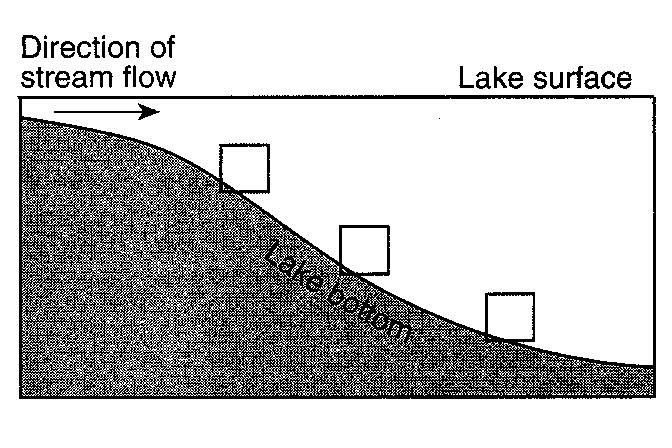 Direction of
stream flow
Lake surface
Lake bottom